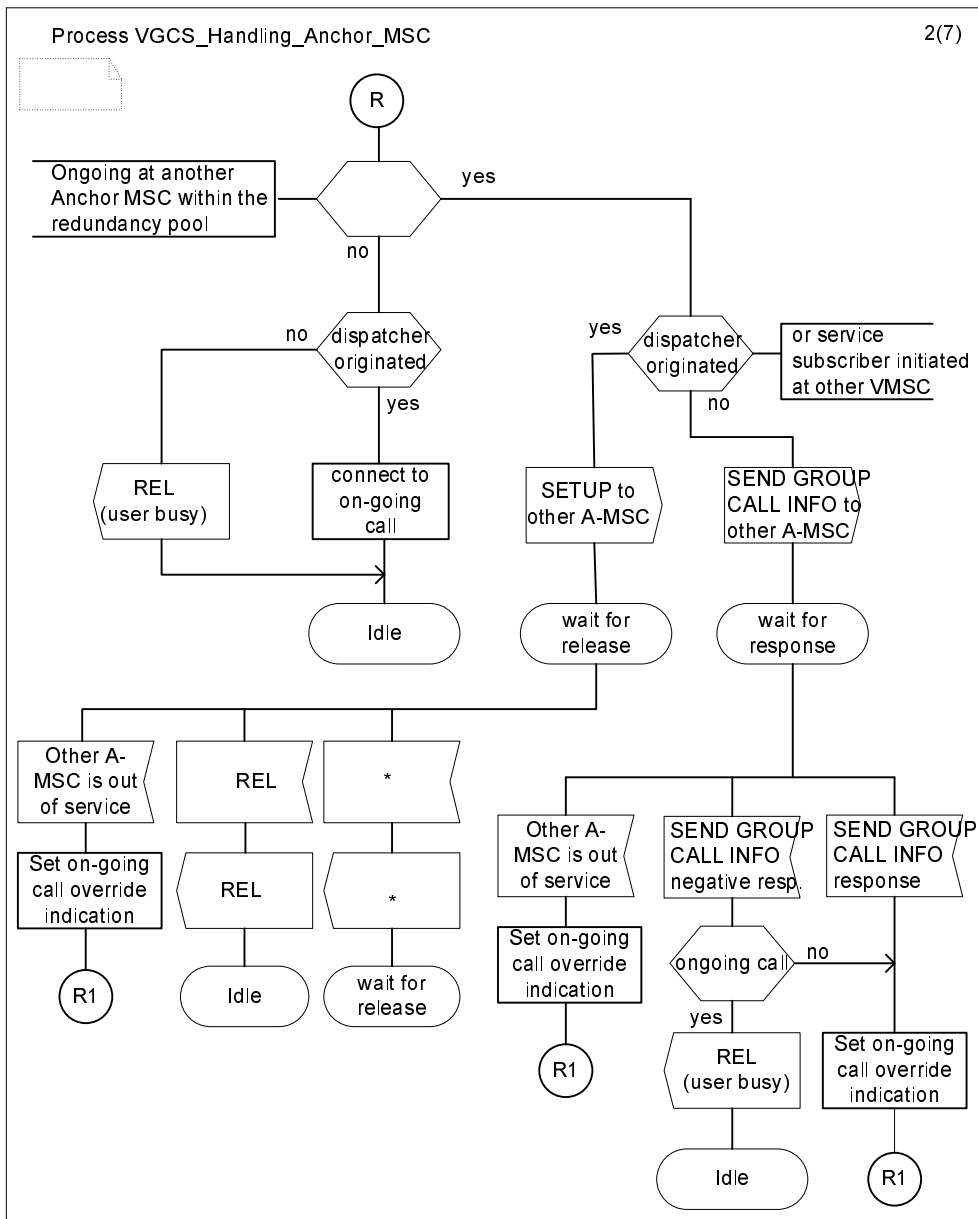 Process VGCS_Handling_Anchor_MSC
2(7)
R
Ongoing at another
Anchor MSC within the
redundancy pool
yes
no
no
dispatcher
originated
yes
yes
dispatcher
originated
no
or service
subscriber initiated
at other VMSC
REL
(user busy)
connect to
on-going
call
SETUP to
other A-MSC
SEND GROUP
CALL INFO to
other A-MSC
Idle
wait for
release
wait for
response
Other A-
MSC is out
of service
REL
*
Set on-going
call override
indication
REL
*
R1
Idle
wait for
release
Other A-
MSC is out
of service
SEND GROUP
CALL INFO
negative resp.
SEND GROUP
CALL INFO
response
Set on-going
call override
indication
ongoing call
no
yes
R1
REL
(user busy)
Set on-going
call override
indication
Idle
R1